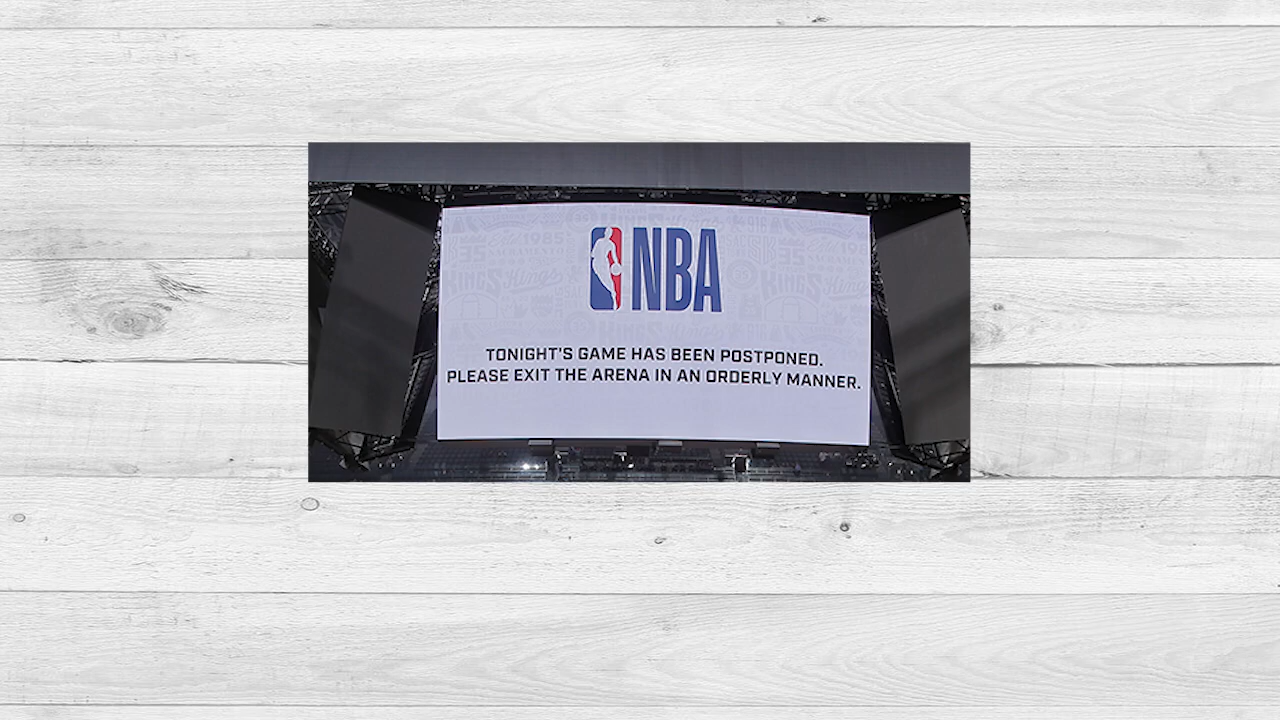 NBA
TONIGHT'S GAME HAS BEEN POSTPONED.
PLEASE EXIT THE ARENA IN AN ORDERLY MANNER.